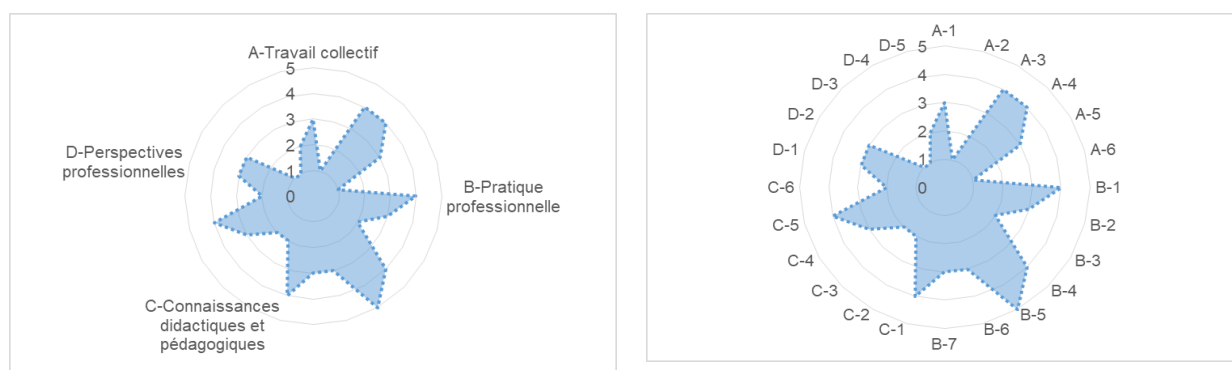 A-Travail collectif
5
4
3
2
1
0
B-Pratique
professionnelle
C-Connaissances
didactiques et
pédagogiques
D-Perspectives
professionnelles
A-1
A-2
A-3
A-4
A-5
A-6
B-1
B-2
B-3
B-4
B-5
B-6
B-7
C-1
C-2
C-3
C-4
C-5
C-6
D-1
D-2
D-3
D-4
D-5
5
4
3
2
1
0